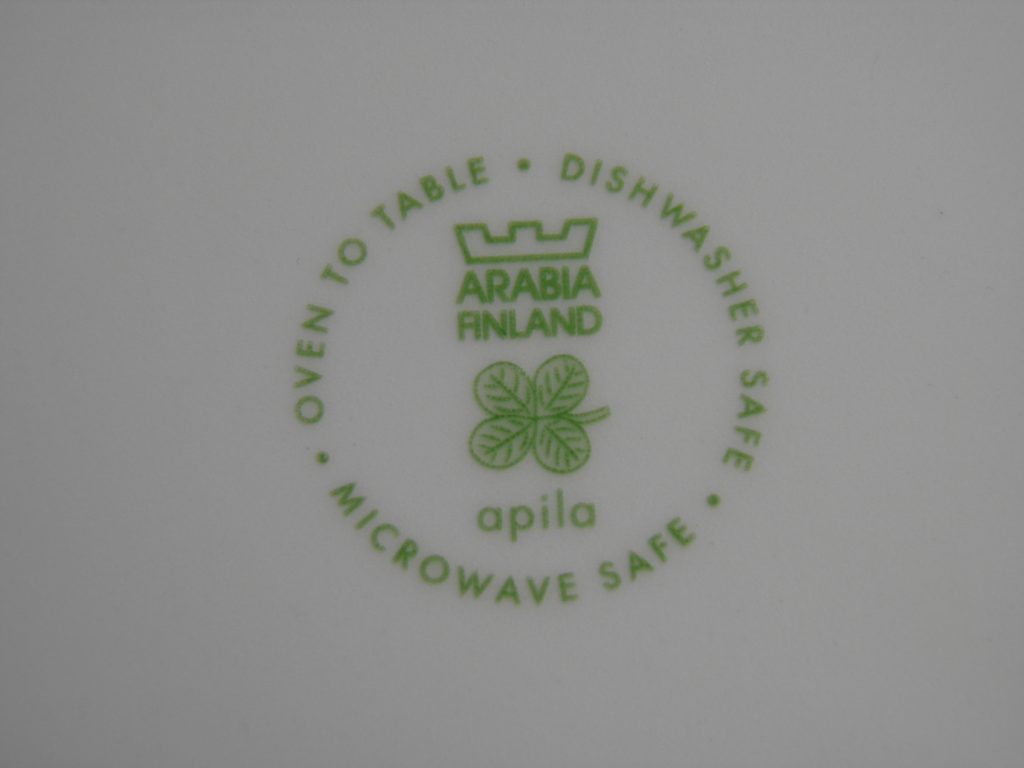 OVEN TO TABLE • DISHWASHER SAFE • MICROWAVE SAFE •
ARABIA
FINLAND
apila